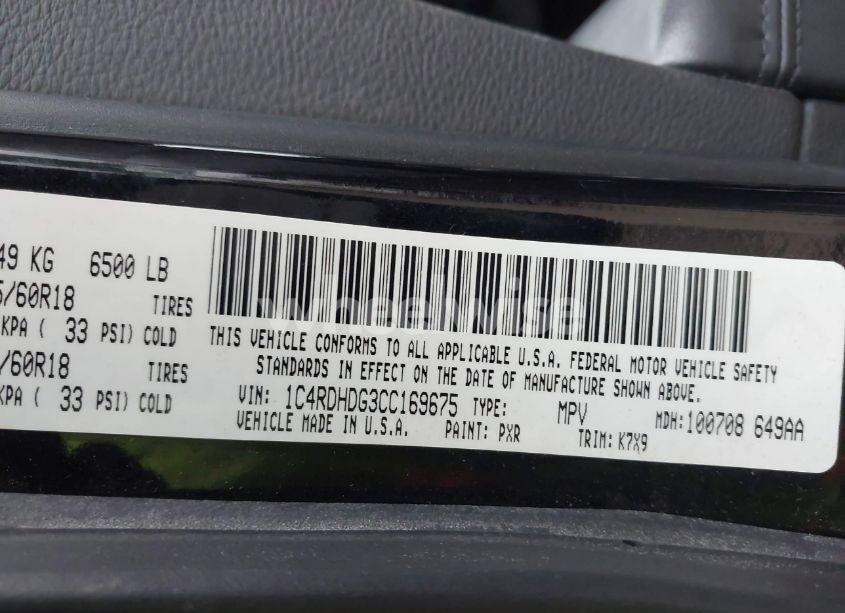 49 KG 6500 LB
/60R18 TIRES
KPA ( 33 PSI) COLD
/60R18 TIRES
KPA ( 33 PSI) COLD
wheelwise
THIS VEHICLE CONFORMS TO ALL APPLICABLE U.S.A. FEDERAL MOTOR VEHICLE SAFETY
STANDARDS IN EFFECT ON THE DATE OF MANUFACTURE SHOWN ABOVE.
VIN: 1C4RDHDG3CC169675 TYPE: MPV MDH:100708 649AA
VEHICLE MADE IN U.S.A. PAINT: PXR TRIM: K7X9